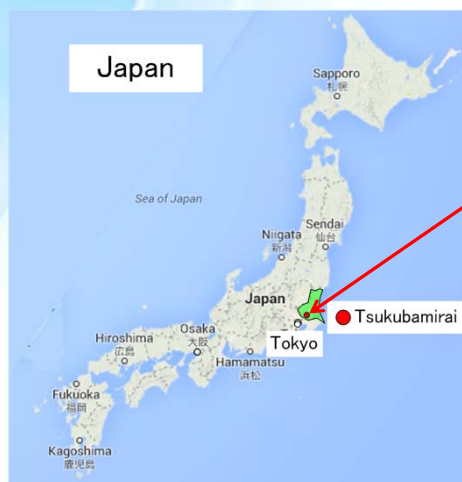 Japan
Sapporo
札幌
Sea of Japan
Sendai
仙台
Niigata
新潟
Japan
Tsukubamirai
Tokyo
Osaka
大阪
Hiroshima
広島
Hamamatsu
浜松
Fukuoka
福岡
Kagoshima
鹿児島